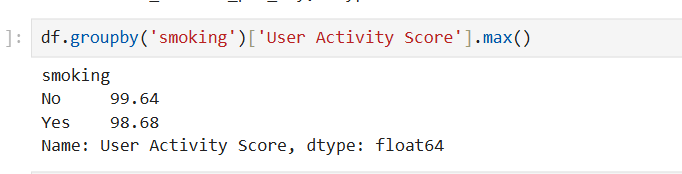 ]:
df.groupby('smoking')['User Activity Score'].max()
smoking
No     99.64
Yes    98.68
Name: User Activity Score, dtype: float64